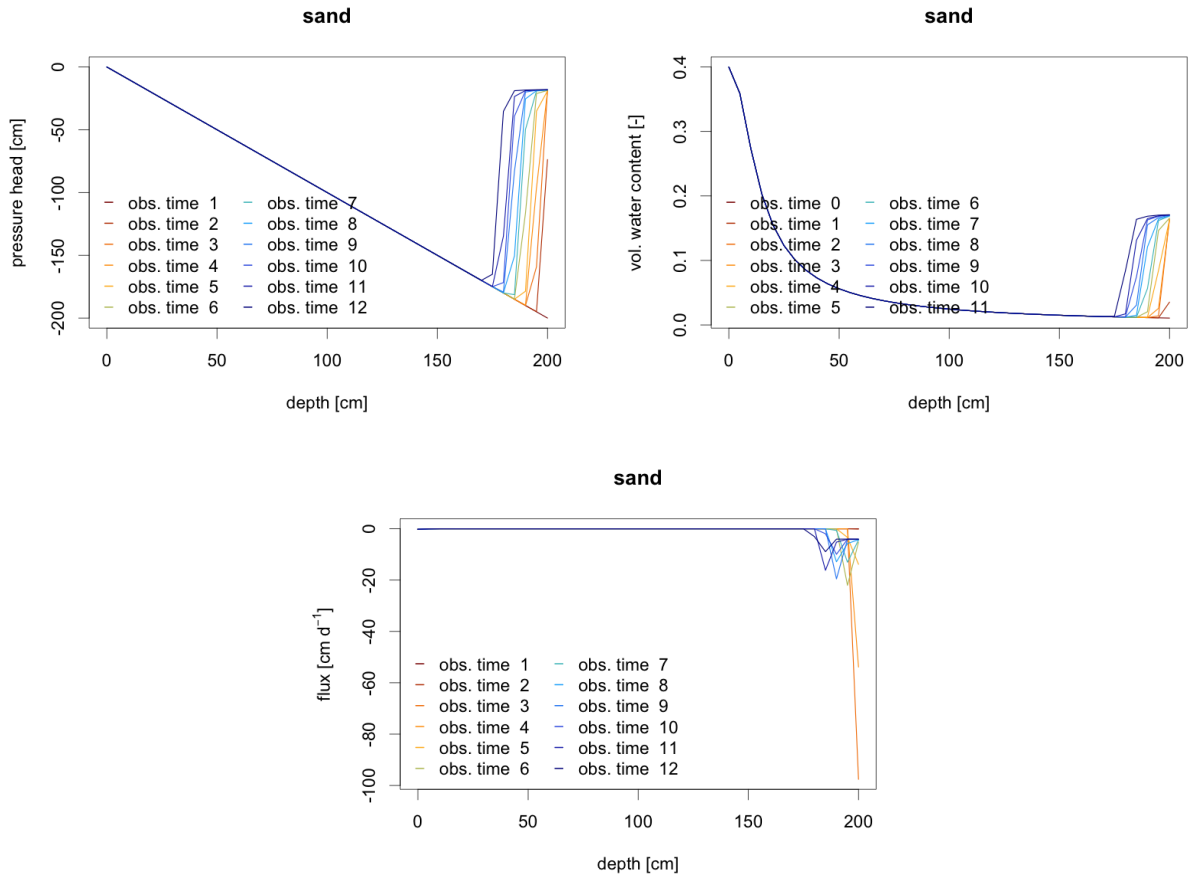 sand
pressure head [cm]
0
-50
-100
-150
-200
obs. time 1
obs. time 2
obs. time 3
obs. time 4
obs. time 5
obs. time 6
obs. time 7
obs. time 8
obs. time 9
obs. time 10
obs. time 11
obs. time 12
0 50 100 150 200
depth [cm]
sand
vol. water content [-]
0.4
0.3
0.2
0.1
0.0
obs. time 0
obs. time 1
obs. time 2
obs. time 3
obs. time 4
obs. time 5
obs. time 6
obs. time 7
obs. time 8
obs. time 9
obs. time 10
obs. time 11
0 50 100 150 200
depth [cm]
sand
flux [cm d⁻¹]
0
-20
-40
-60
-80
-100
obs. time 1
obs. time 2
obs. time 3
obs. time 4
obs. time 5
obs. time 6
obs. time 7
obs. time 8
obs. time 9
obs. time 10
obs. time 11
obs. time 12
0 50 100 150 200
depth [cm]